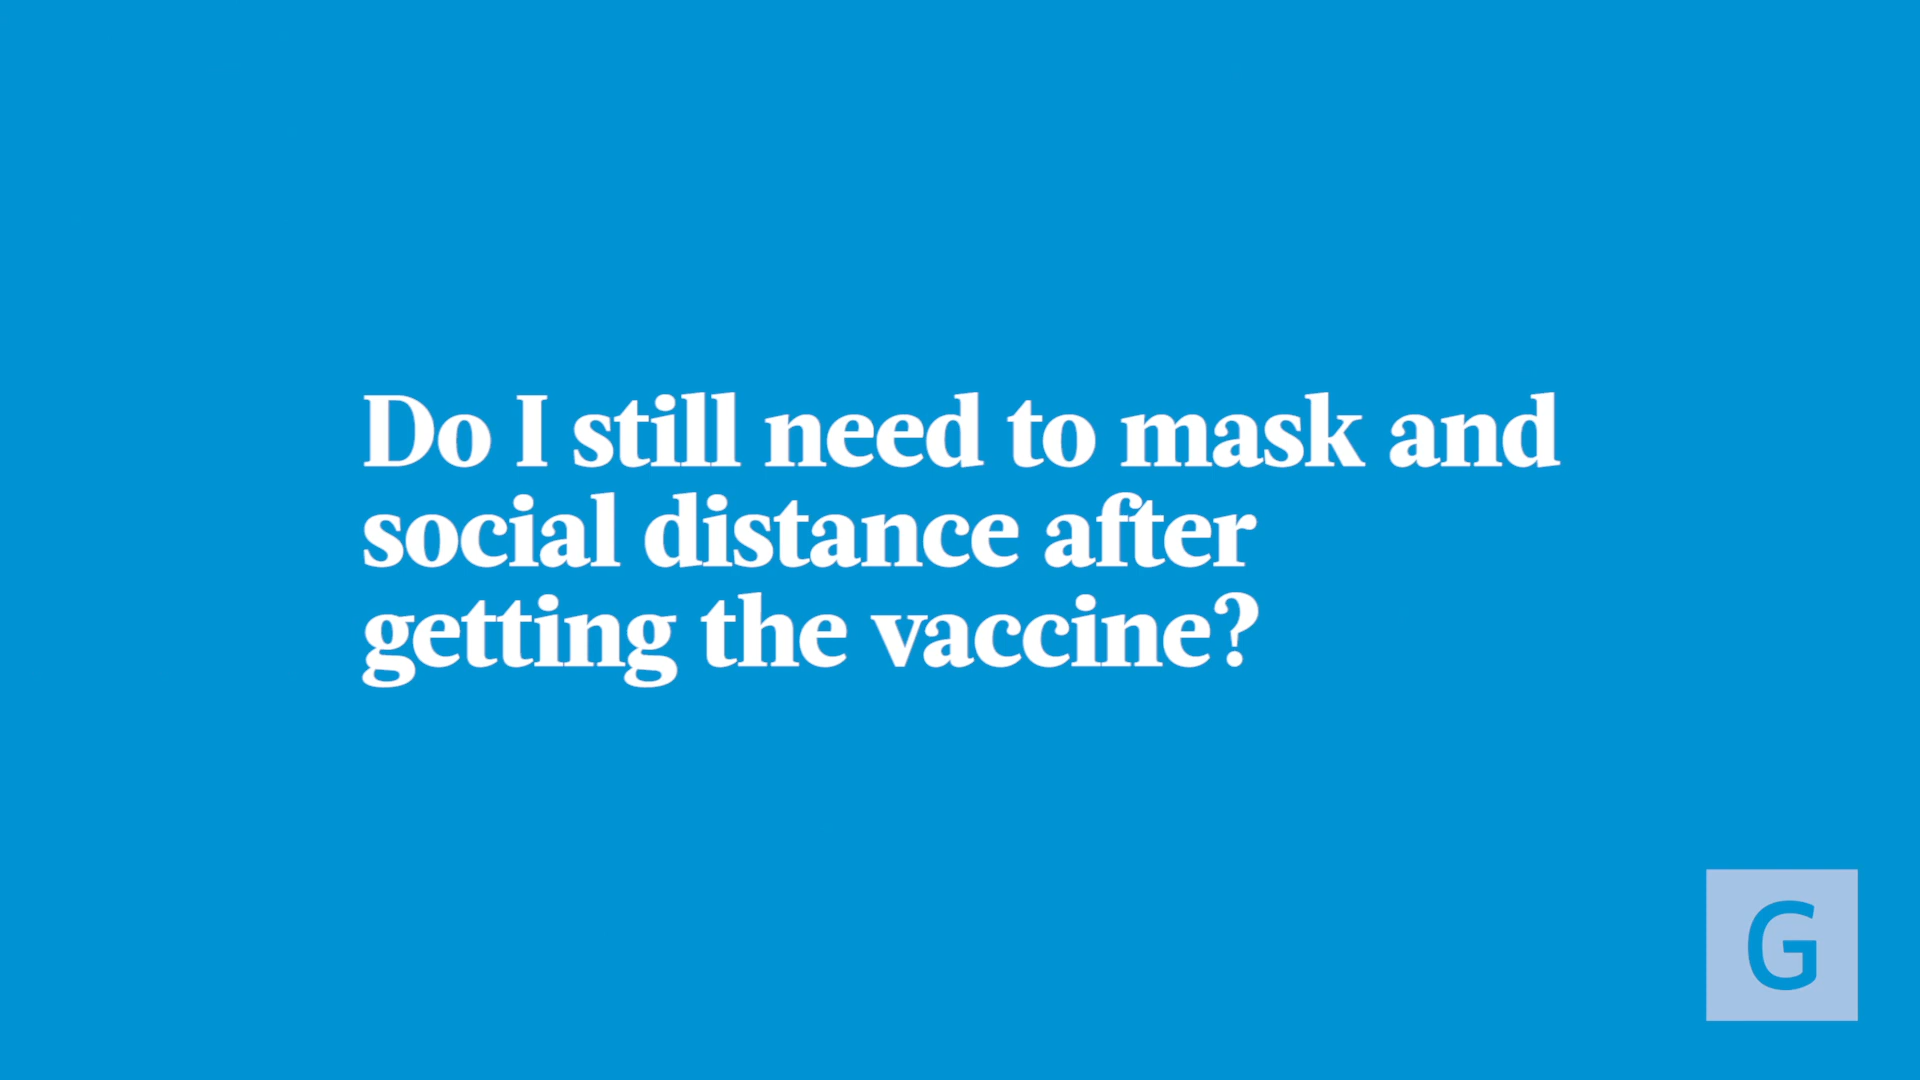 Do I still need to mask and
social distance after
getting the vaccine?
G